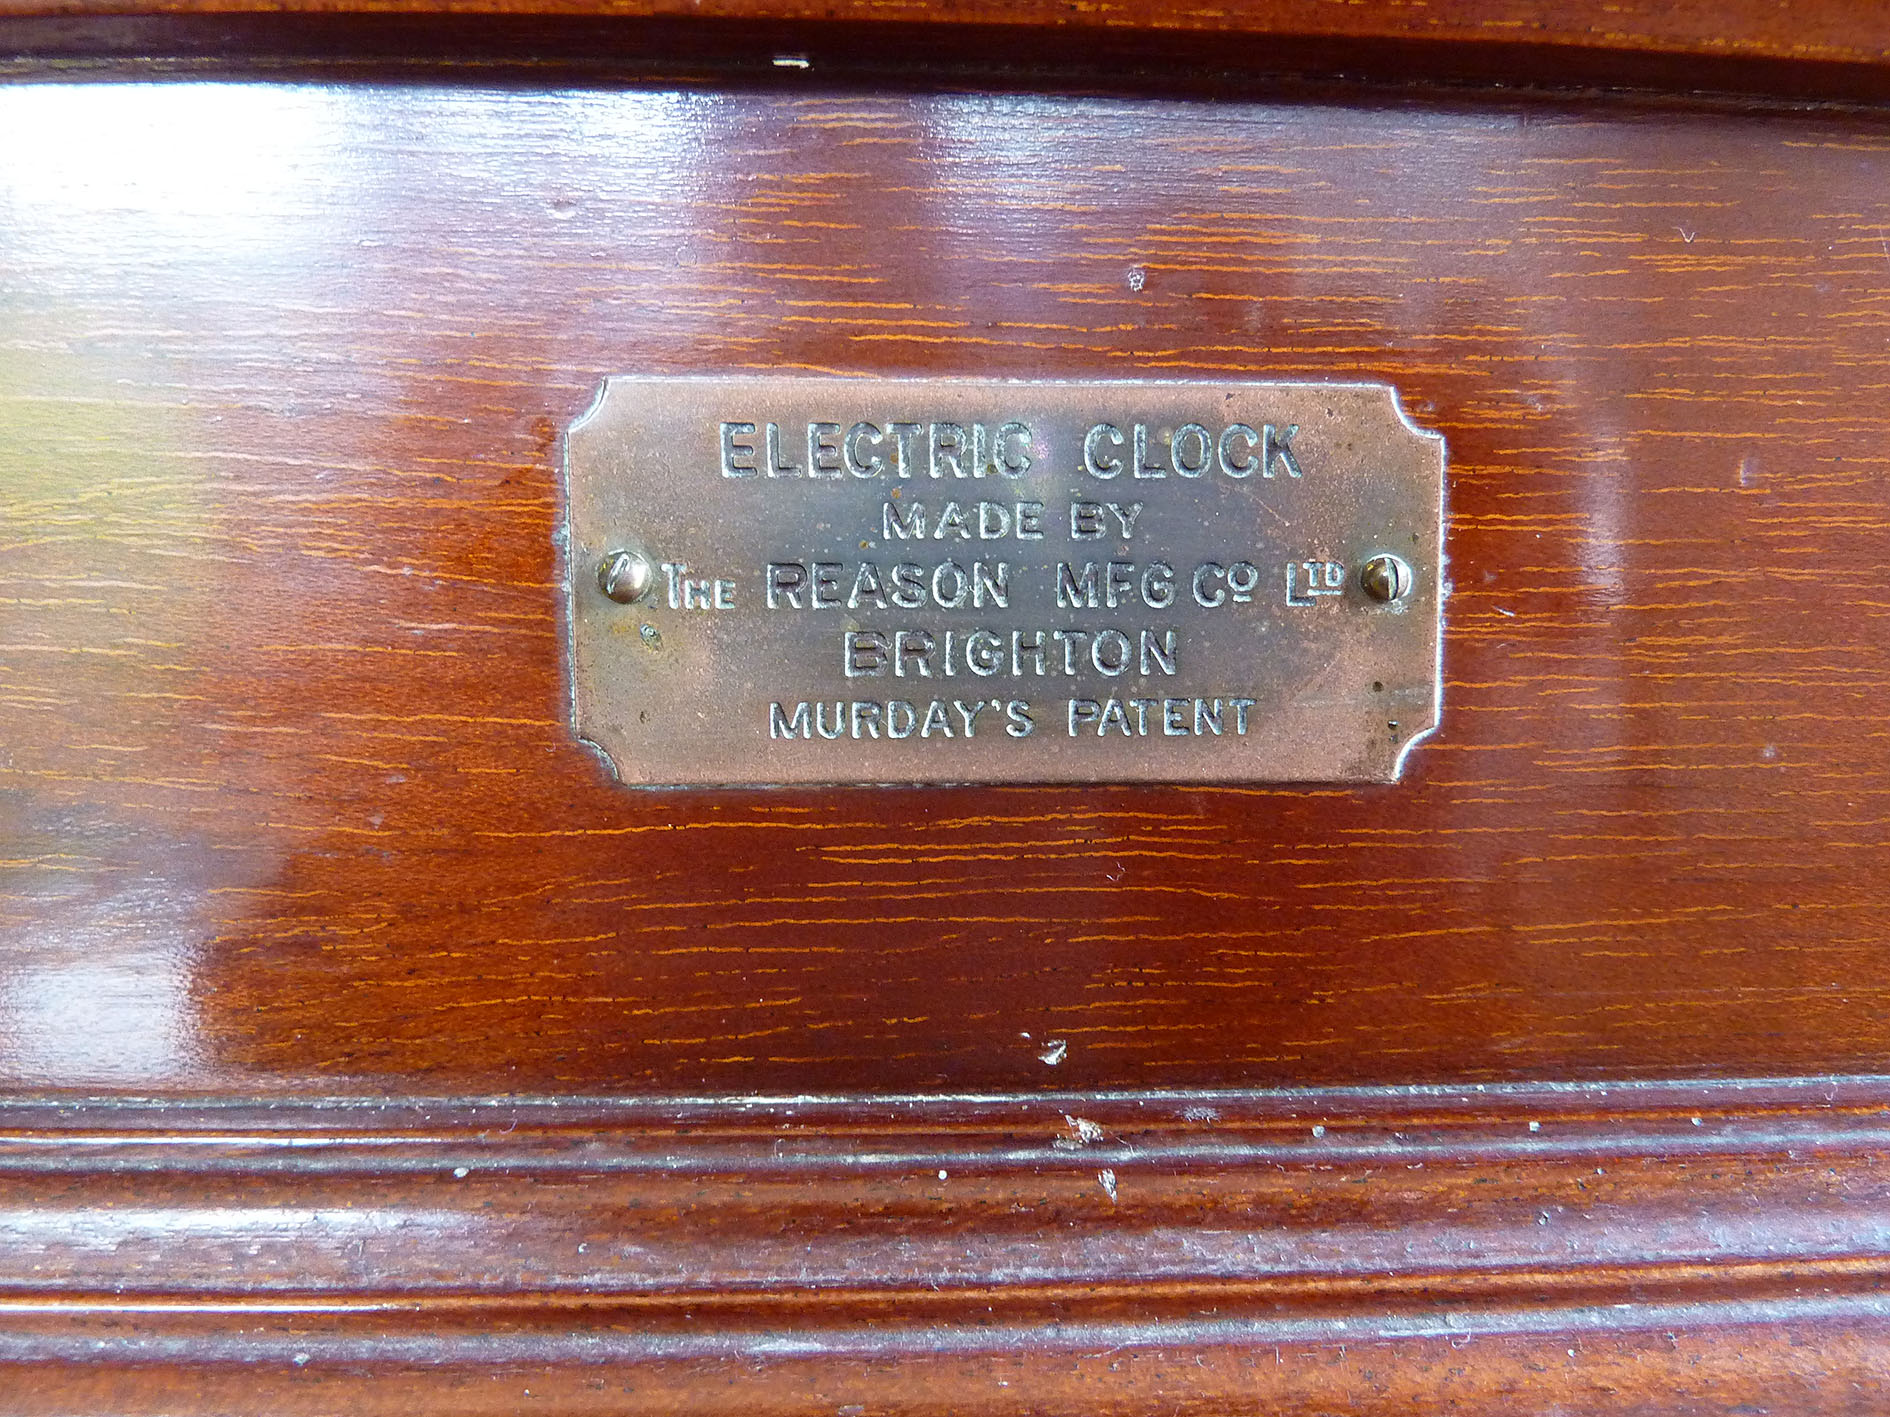 ELECTRIC CLOCK
MADE BY
THE REASON MFG CO LTD
BRIGHTON
MURDAY'S PATENT